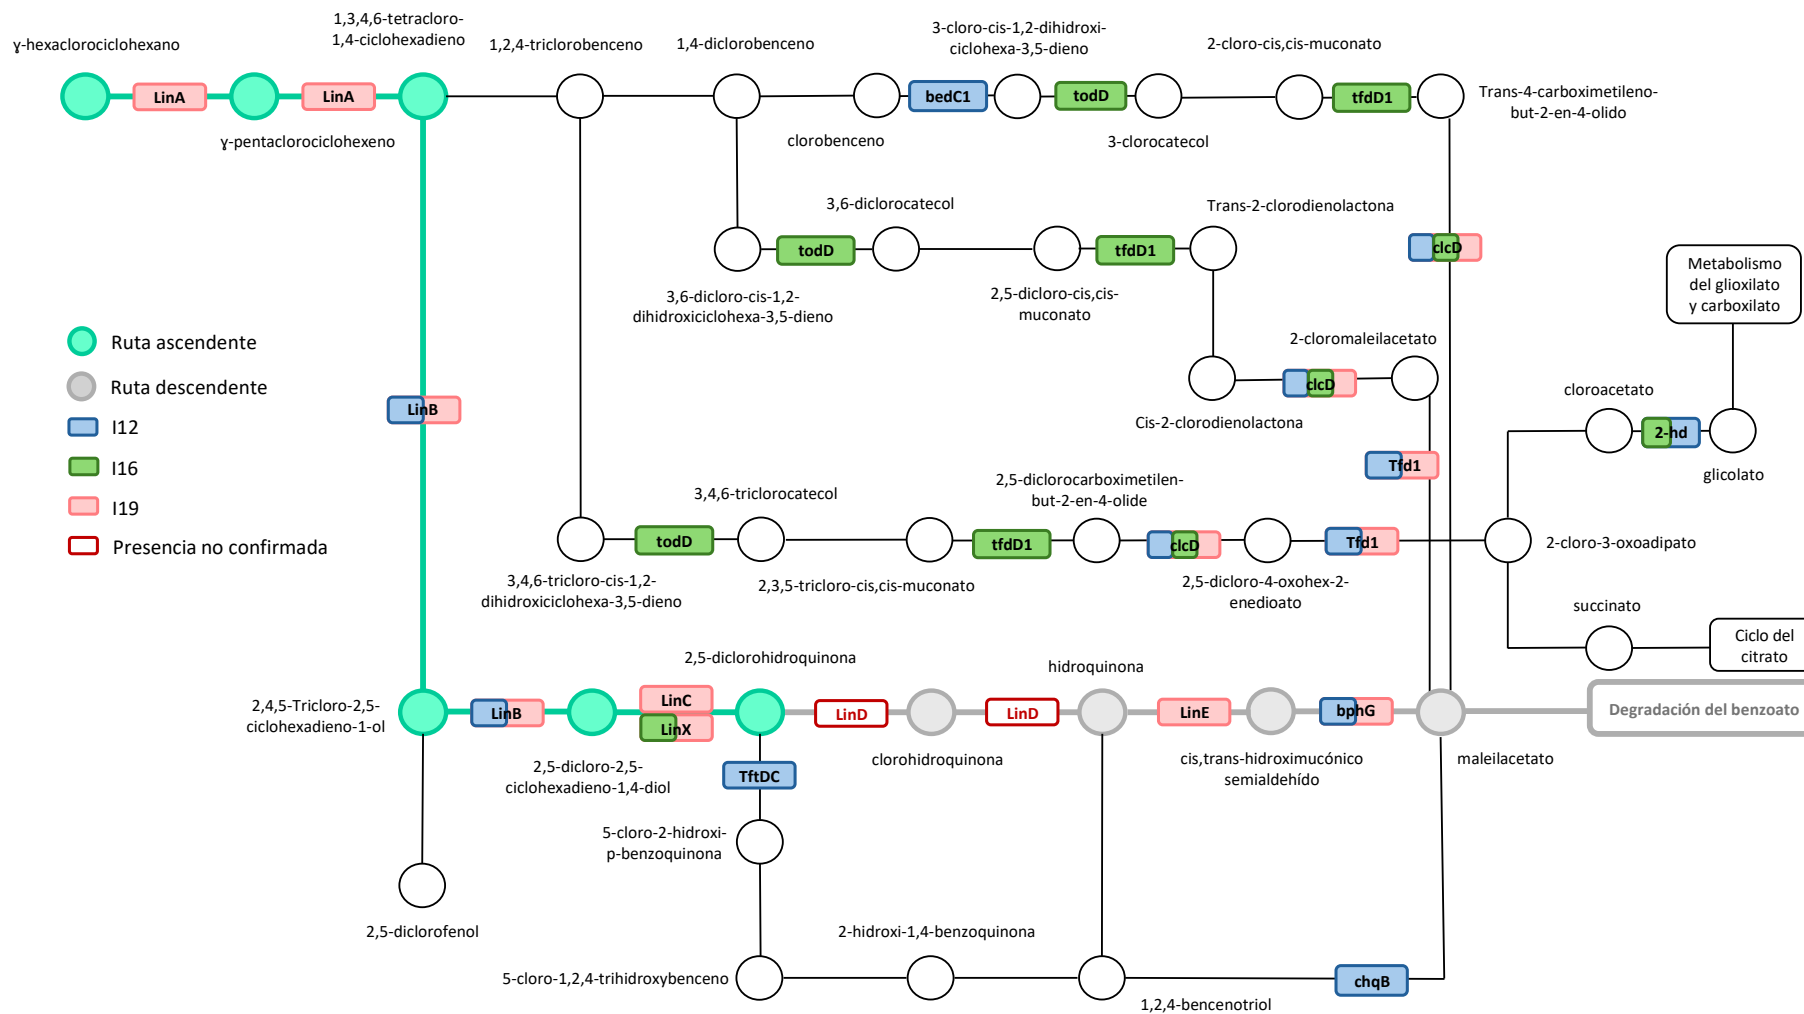 1,3,4,6-tetracloro-
1,4-ciclohexadieno
ɣ-hexaclorociclohexano
1,2,4-triclorobenceno
1,4-diclorobenceno
3-cloro-cis-1,2-dihidroxi-
ciclohexa-3,5-dieno
2-cloro-cis,cis-muconato
LinA
LinA
bedC1
todD
tfdD1
Trans-4-carboximetileno-
but-2-en-4-olido
ɣ-pentaclorociclohexeno
clorobenceno
3-clorocatecol
3,6-diclorocatecol
Trans-2-clorodienolactona
todD
tfdD1
clcD
3,6-dicloro-cis-1,2-
dihidroxiciclohexa-3,5-dieno
2,5-dicloro-cis,cis-
muconato
Metabolismo
del glioxilato
y carboxilato
Ruta ascendente
Ruta descendente
I12
I16
I19
Presencia no confirmada
2-cloromaleilacetato
clcD
Cis-2-clorodienolactona
cloroacetato
2-hd
glicolato
LinB
Tfd1
3,4,6-triclorocatecol
2,5-diclorocarboximetilen-
but-2-en-4-olide
todD
tfdD1
clcD
Tfd1
2-cloro-3-oxoadipato
3,4,6-tricloro-cis-1,2-
dihidroxiciclohexa-3,5-dieno
2,3,5-tricloro-cis,cis-muconato
2,5-dicloro-4-oxohex-2-
enedioato
succinato
Ciclo del
citrato
2,5-diclorohidroquinona
hidroquinona
2,4,5-Tricloro-2,5-
ciclohexadieno-1-ol
LinB
LinC
LinX
LinD
LinD
LinE
bphG
Degradación del benzoato
2,5-dicloro-2,5-
ciclohexadieno-1,4-diol
TftDC
clorohidroquinona
cis,trans-hidroximucónico
semialdehído
maleilacetato
5-cloro-2-hidroxi-
p-benzoquinona
2,5-diclorofenol
2-hidroxi-1,4-benzoquinona
5-cloro-1,2,4-trihidroxybenceno
1,2,4-bencenotriol
chqB